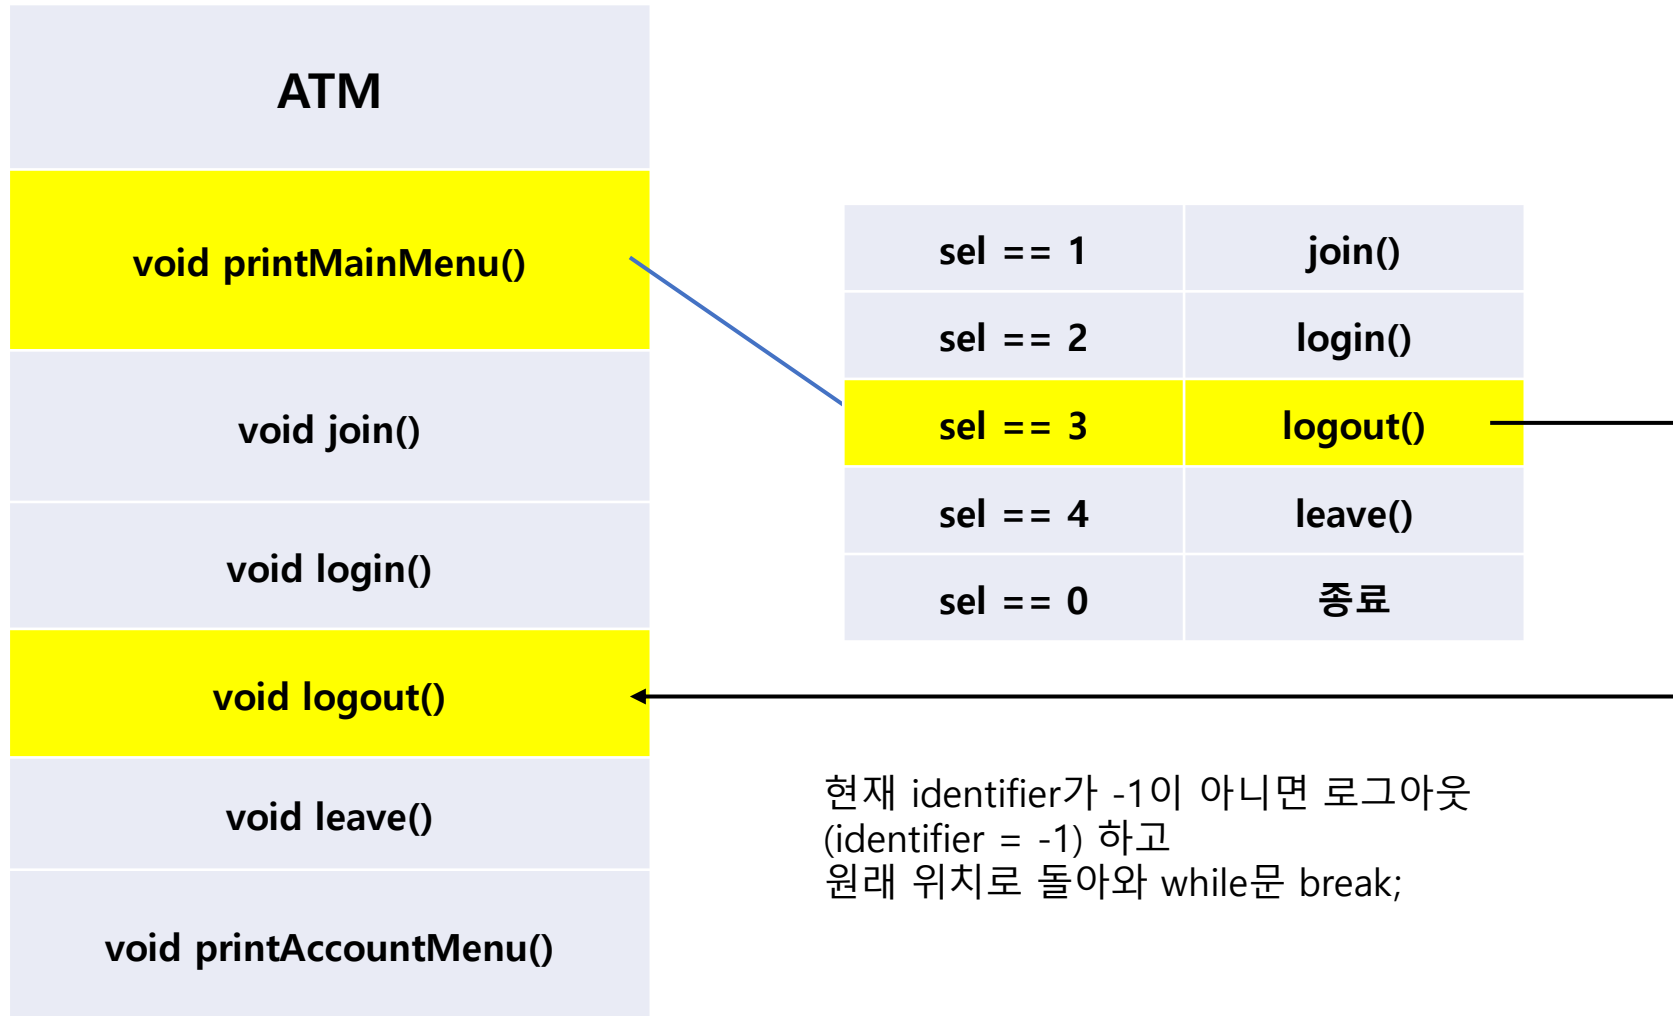 ATM
void printMainMenu()
void join()
void login()
void logout()
void leave()
void printAccountMenu()
sel == 1 join()
sel == 2 login()
sel == 3 logout()
sel == 4 leave()
sel == 0 종료
현재 identifier가 -1이 아니면 로그아웃
(identifier = -1) 하고
원래 위치로 돌아와 while문 break;